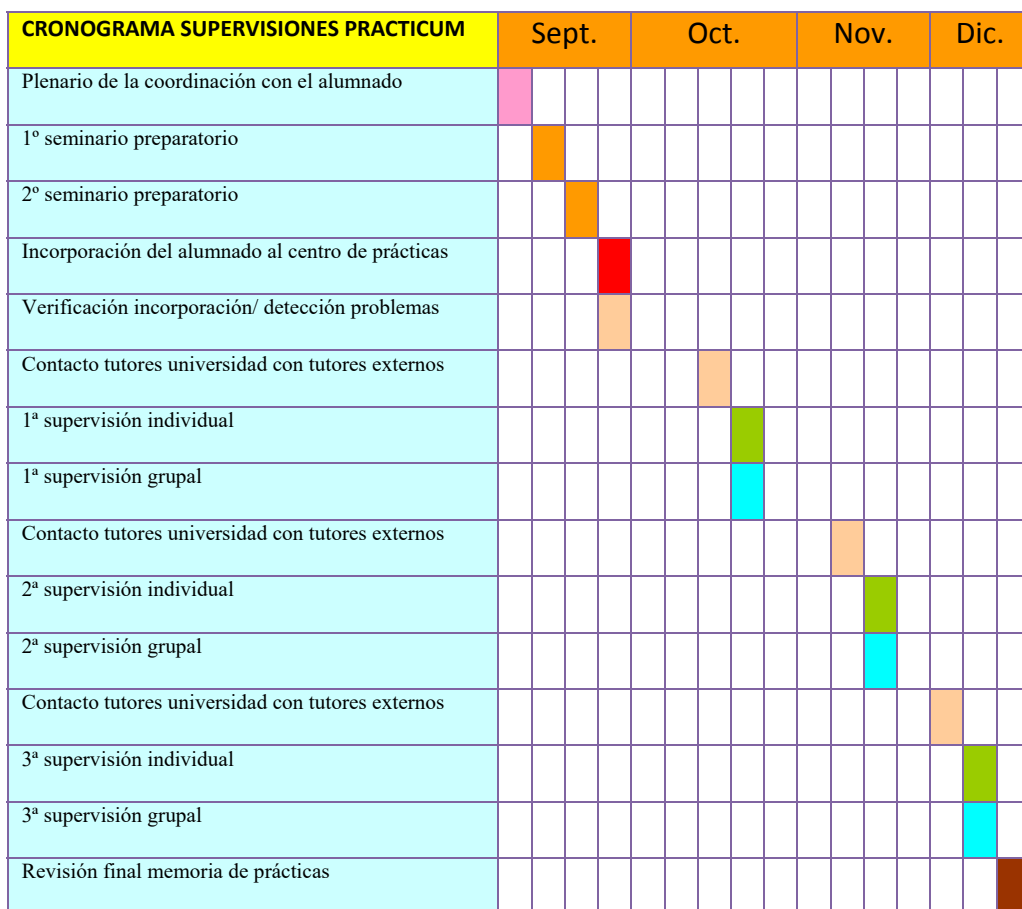 CRONOGRAMA SUPERVISIONES PRACTICUM Sept. Oct. Nov. Dic.
Plenario de la coordinación con el alumnado
1º seminario preparatorio
2º seminario preparatorio
Incorporación del alumnado al centro de prácticas
Verificación incorporación/ detección problemas
Contacto tutores universidad con tutores externos
1ª supervisión individual
1ª supervisión grupal
Contacto tutores universidad con tutores externos
2ª supervisión individual
2ª supervisión grupal
Contacto tutores universidad con tutores externos
3ª supervisión individual
3ª supervisión grupal
Revisión final memoria de prácticas